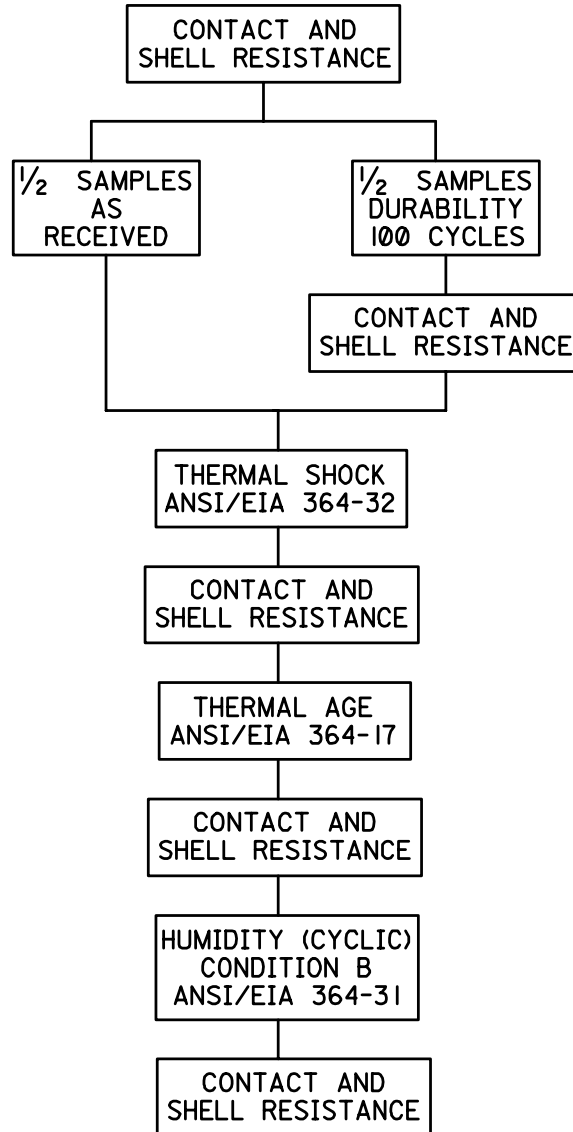 CONTACT AND
SHELL RESISTANCE
1/2 SAMPLES
AS
RECEIVED
1/2 SAMPLES
DURABILITY
100 CYCLES
CONTACT AND
SHELL RESISTANCE
THERMAL SHOCK
ANSI/EIA 364-32
CONTACT AND
SHELL RESISTANCE
THERMAL AGE
ANSI/EIA 364-17
CONTACT AND
SHELL RESISTANCE
HUMIDITY (CYCLIC)
CONDITION B
ANSI/EIA 364-31
CONTACT AND
SHELL RESISTANCE